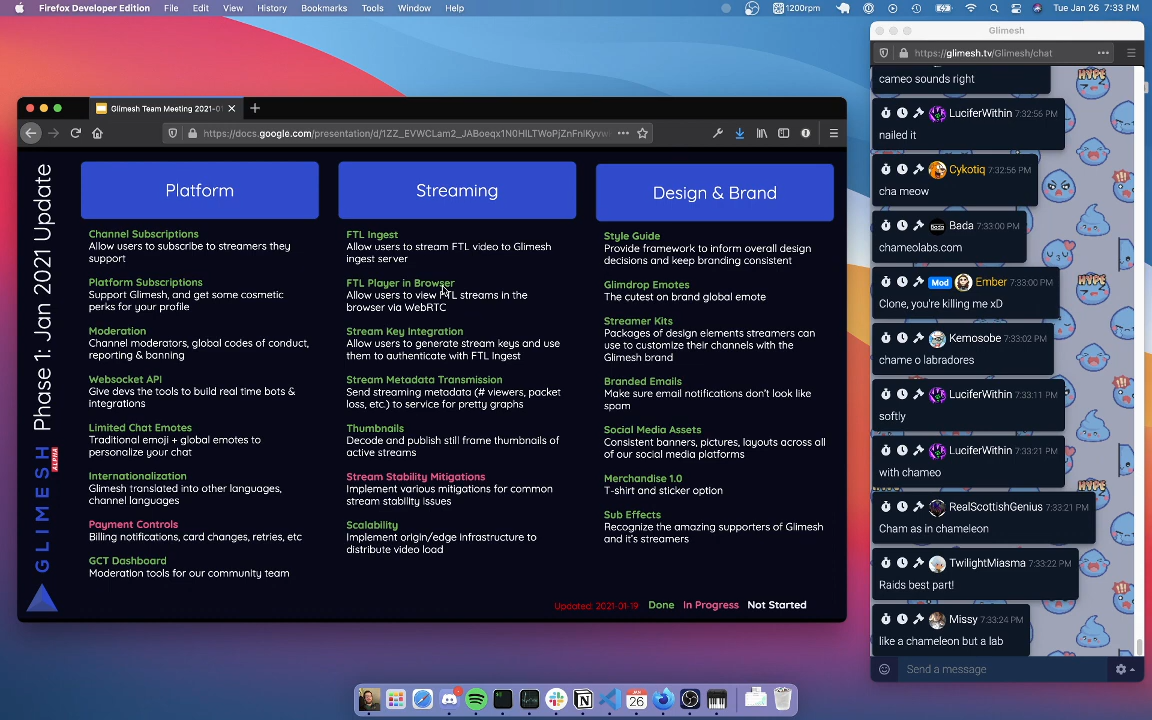 Firefox Developer Edition File Edit View History Bookmarks Tools Window Help 1200rpm Tue Jan 26 7:33 PM
Glimesh Team Meeting 2021-01
https://docs.google.com/presentation/d/1ZZ_EVWCLam2_JABoeqx1N0HlLTWoPjZnFnlKyvw
GLIMESH ALPHA Phase 1: Jan 2021 Update
Platform
Channel Subscriptions
Allow users to subscribe to streamers they
support
Platform Subscriptions
Support Glimesh, and get some cosmetic
perks for your profile
Moderation
Channel moderators, global codes of conduct,
reporting & banning
Websocket API
Give devs the tools to build real time bots &
integrations
Limited Chat Emotes
Traditional emoji + global emotes to
personalize your chat
Internationalization
Glimesh translated into other languages,
channel languages
Payment Controls
Billing notifications, card changes, retries, etc
GCT Dashboard
Moderation tools for our community team
Streaming
FTL Ingest
Allow users to stream FTL video to Glimesh
ingest server
FTL Player in Browser
Allow users to view FTL streams in the
browser via WebRTC
Stream Key Integration
Allow users to generate stream keys and use
them to authenticate with FTL Ingest
Stream Metadata Transmission
Send streaming metadata (# viewers, packet
loss, etc.) to service for pretty graphs
Thumbnails
Decode and publish still frame thumbnails of
active streams
Stream Stability Mitigations
Implement various mitigations for common
stream stability issues
Scalability
Implement origin/edge infrastructure to
distribute video load
Design & Brand
Style Guide
Provide framework to inform overall design
decisions and keep branding consistent
Glimdrop Emotes
The cutest on brand global emote
Streamer Kits
Packages of design elements streamers can
use to customize their channels with the
Glimesh brand
Branded Emails
Make sure email notifications don't look like
spam
Social Media Assets
Consistent banners, pictures, layouts across all
of our social media platforms
Merchandise 1.0
T-shirt and sticker option
Sub Effects
Recognize the amazing supporters of Glimesh
and it's streamers
Updated: 2021-01-19 Done In Progress Not Started
Glimesh
https://glimesh.tv/Glimesh/chat
cameo sounds right
LuciferWithin 7:32:56 PM
nailed it
Cykotiq 7:32:56 PM
cha meow
Bada 7:33:00 PM
chameolabs.com
Mod Ember 7:33:00 PM
Clone, you're killing me xD
Kemosobe 7:33:02 PM
chame o labradores
LuciferWithin 7:33:11 PM
softly
LuciferWithin 7:33:21 PM
with chameo
RealScottishGenius 7:33:21 PM
Cham as in chameleon
TwilightMiasma 7:33:22 PM
Raids best part!
Missy 7:33:24 PM
like a chameleon but a lab
Send a message
HYPE
HYPE
HYPE
JAN
26